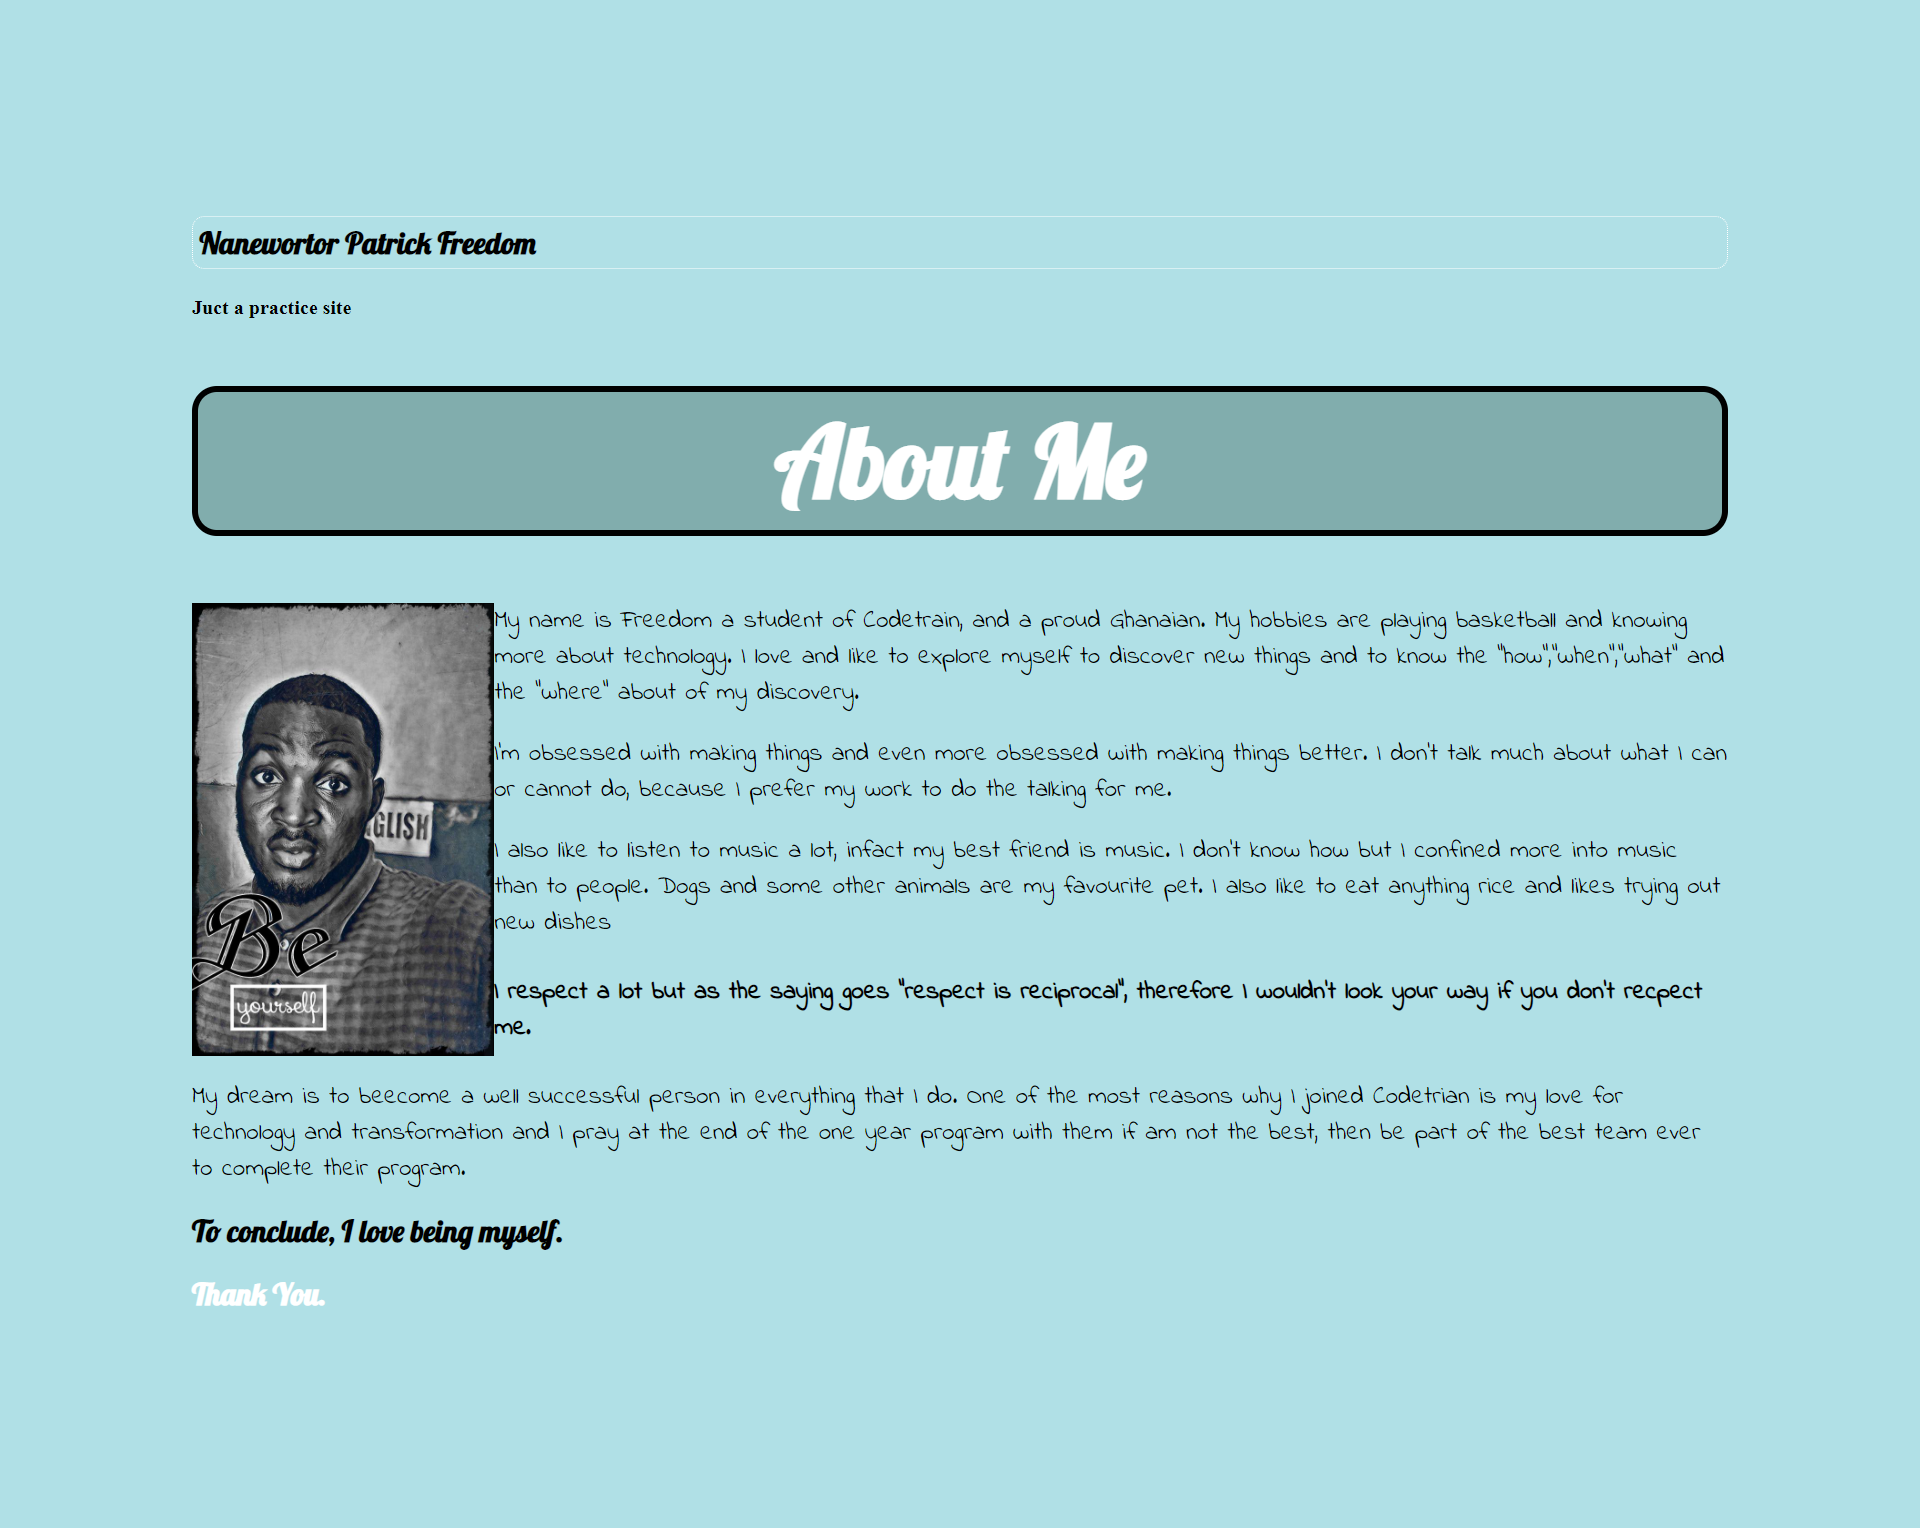 Nanewortor Patrick Freedom
Juct a practice site
About Me
My name is Freedom a student of Codetrain, and a proud Ghanaian. My hobbies are playing basketball and knowing
more about technology. I love and like to explore myself to discover new things and to know the "how","when","what" and
the "where" about of my discovery.
I'm obsessed with making things and even more obsessed with making things better. I don't talk much about what I can
or cannot do, because I prefer my work to do the talking for me.
GLISH
I also like to listen to music a lot, infact my best friend is music. I don't know how but I confined more into music
than to people. Dogs and some other animals are my favourite pet. I also like to eat anything rice and likes trying out
new dishes
Be
yourself
I respect a lot but as the saying goes "respect is reciprocal", therefore I wouldn't look your way if you don't recpect
me.
My dream is to beecome a well successful person in everything that I do. One of the most reasons why I joined Codetrian is my love for
technology and transformation and I pray at the end of the one year program with them if am not the best, then be part of the best team ever
to complete their program.
To conclude, I love being myself.
Thank You.